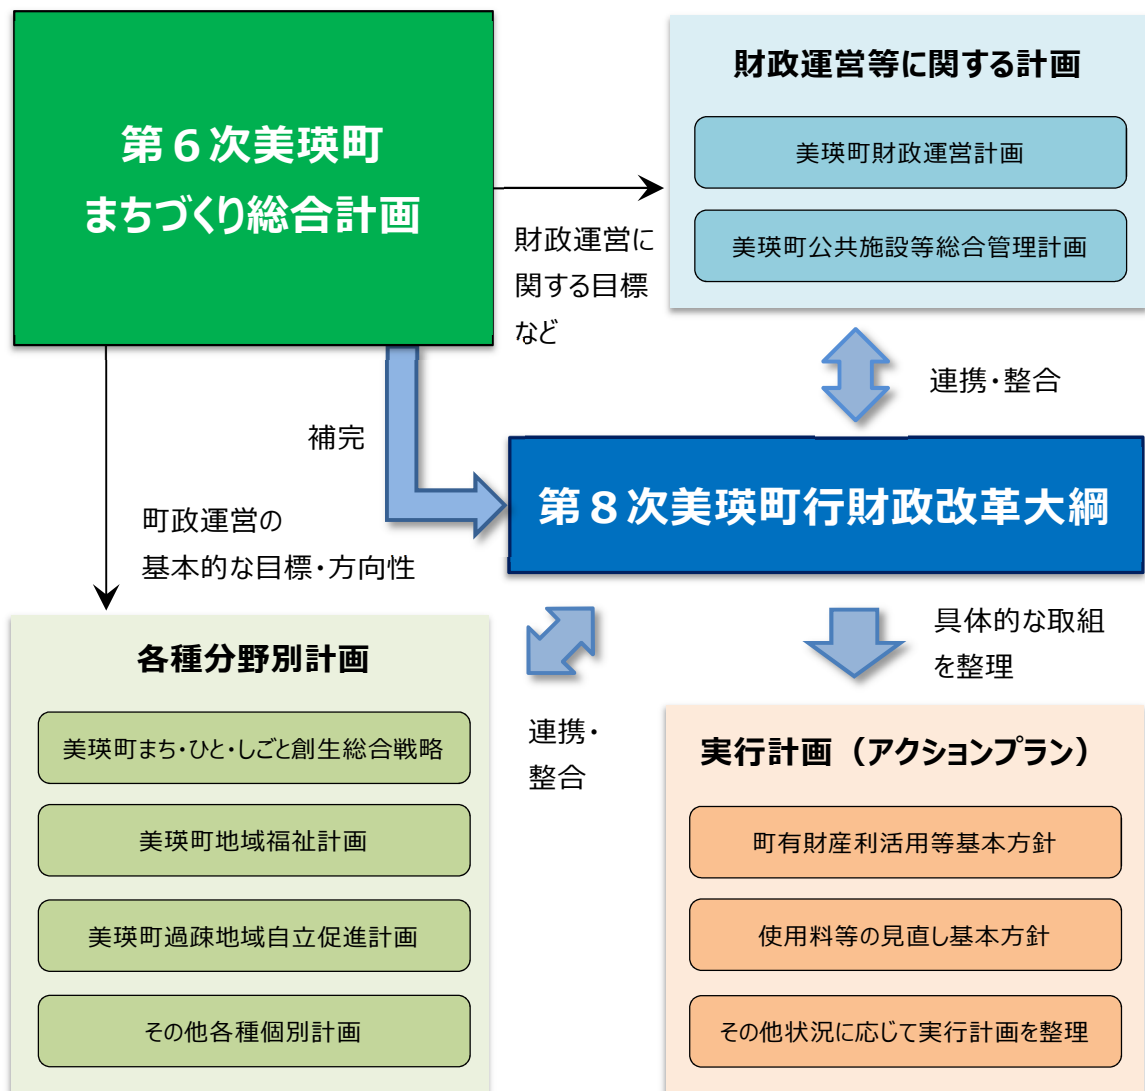 第６次美瑛町
まちづくり総合計画
財政運営等に関する計画
美瑛町財政運営計画
美瑛町公共施設等総合管理計画
財政運営に
関する目標
など
連携・整合
補完
第８次美瑛町行財政改革大綱
町政運営の
基本的な目標・方向性
具体的な取組
を整理
各種分野別計画
美瑛町まち・ひと・しごと創生総合戦略
美瑛町地域福祉計画
美瑛町過疎地域自立促進計画
その他各種個別計画
連携・
整合
実行計画（アクションプラン）
町有財産利活用等基本方針
使用料等の見直し基本方針
その他状況に応じて実行計画を整理